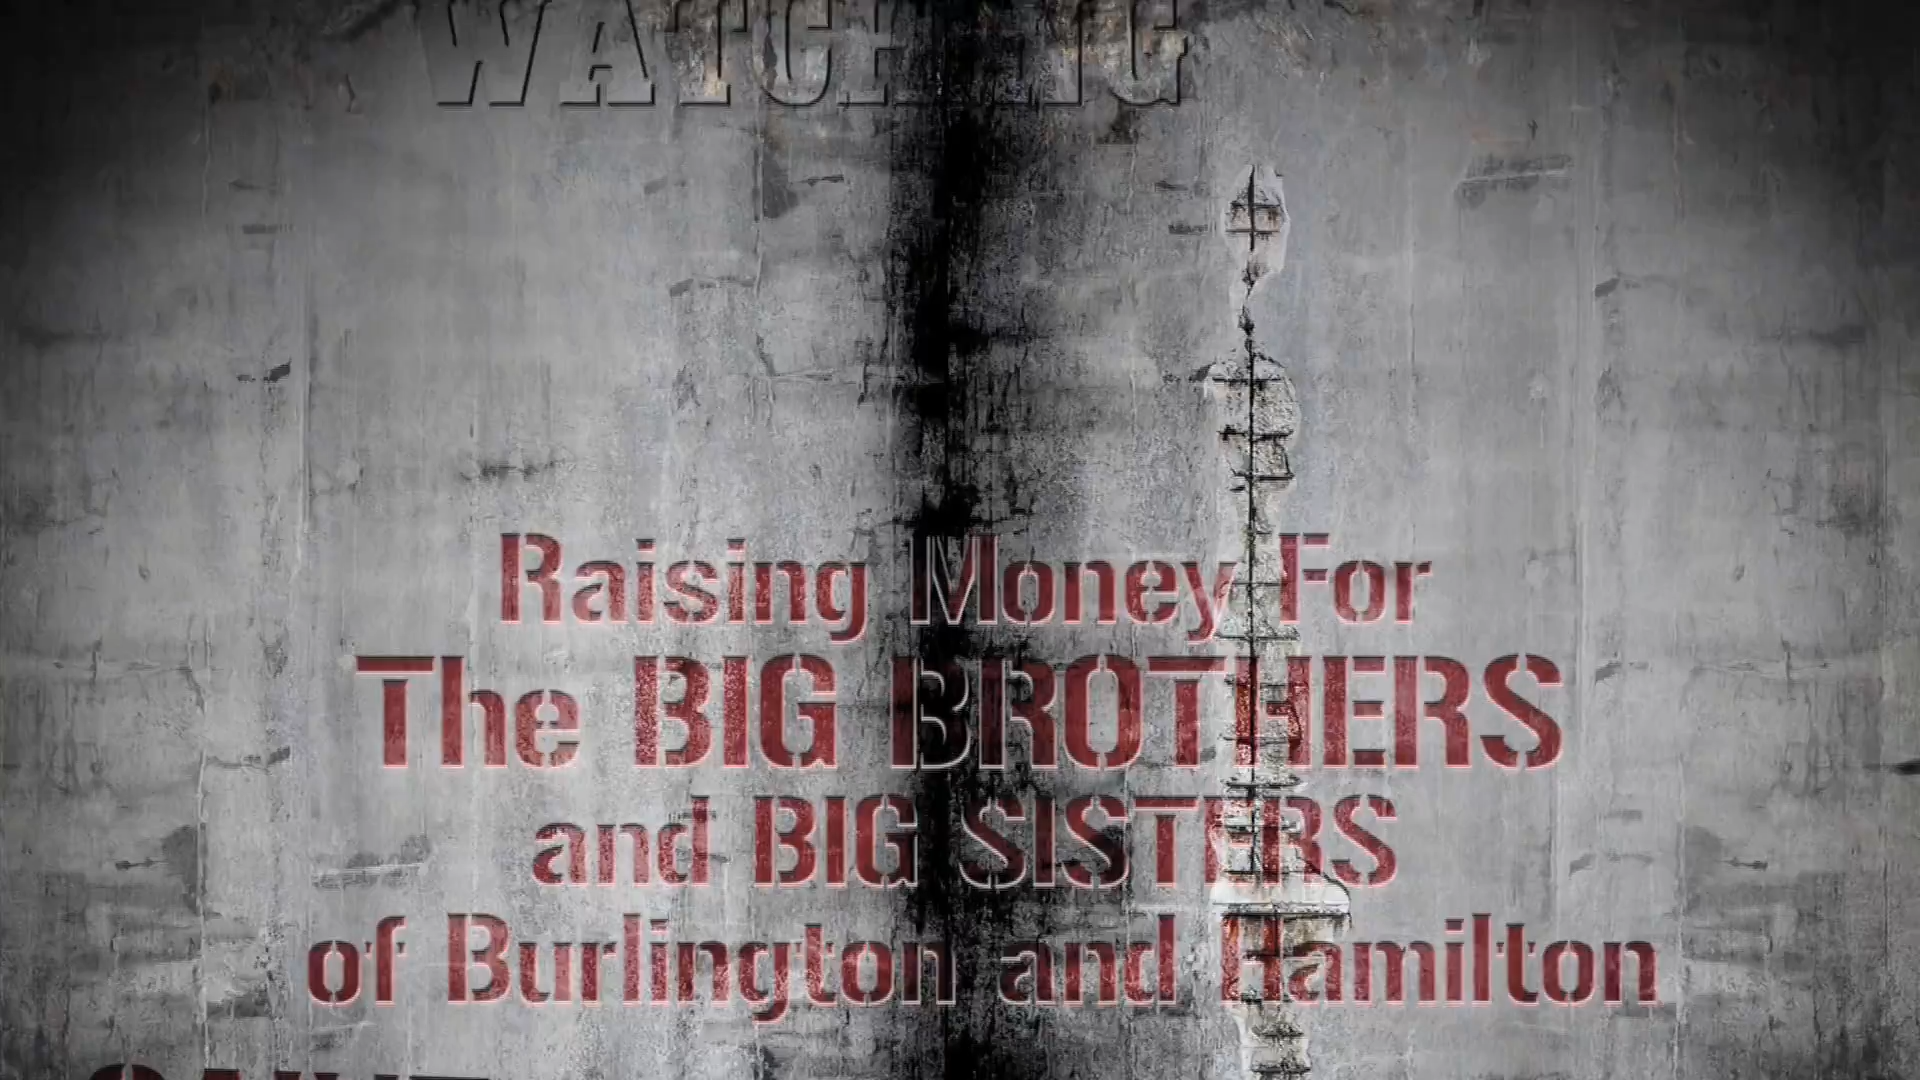 WATCHING
Raising Money For
The BIG BROTHERS
and BIG SISTERS
of Burlington and Hamilton